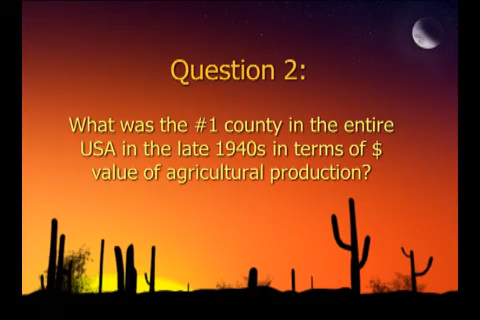 Question 2:
What was the #1 county in the entire
USA in the late 1940s in terms of $
value of agricultural production?